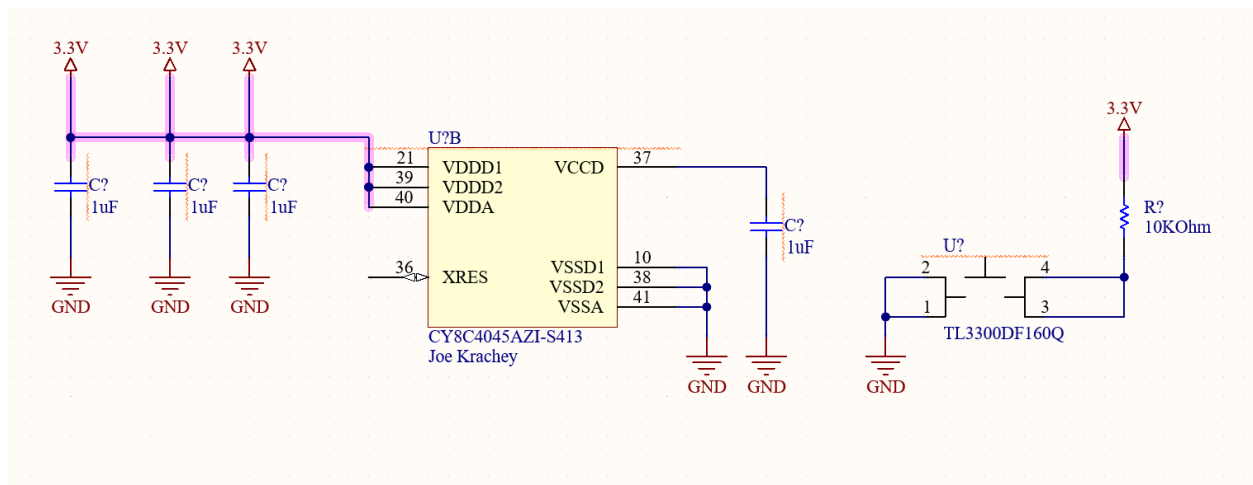 3.3V
3.3V
3.3V
C?
1uF
C?
1uF
C?
1uF
GND
GND
GND
U?B
21
VDDD1
39
VDDD2
40
VDDA
36
XRES
VCCD
37
VSSD1
10
VSSD2
38
VSSA
41
CY8C4045AZI-S413
Joe Krachey
C?
1uF
GND
GND
3.3V
R?
10KOhm
U?
2
4
1
3
TL3300DF160Q
GND